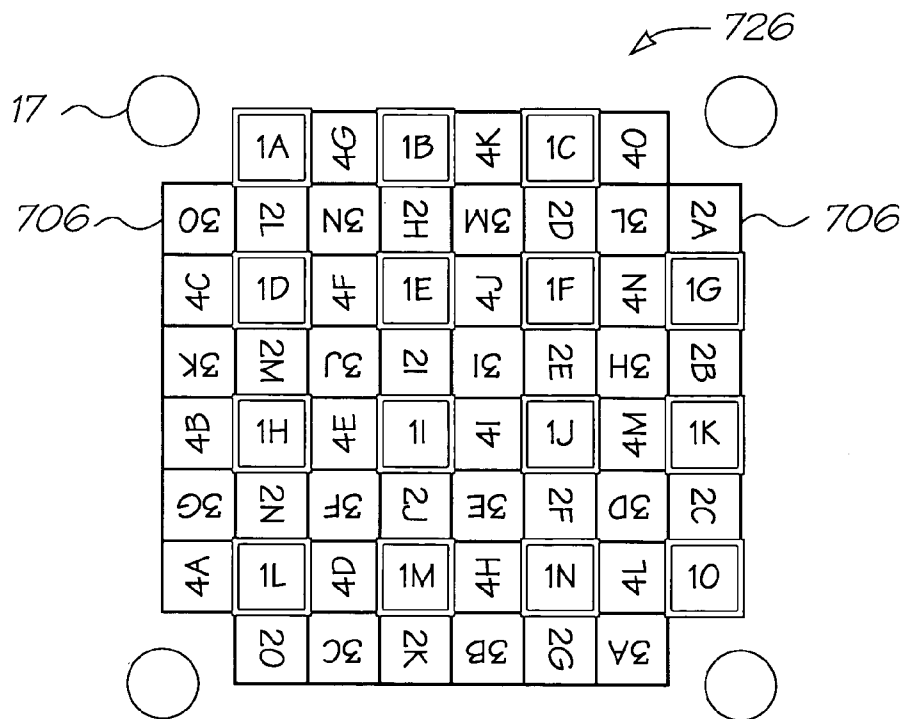 726
17
1A 4G 1B 4K 1C 4O
706 3O 2L 3N 2H 3M 2D 3L 2A 706
4C 1D 4F 1E 4J 1F 4N 1G
3K 2M 3J 2I 3I 2E 3H 2B
4B 1H 4E 1I 4I 1J 4M 1K
3G 2N 3F 2J 3E 2F 3D 2C
4A 1L 4D 1M 4H 1N 4L 1O
2O 3C 2K 3B 2G 3A